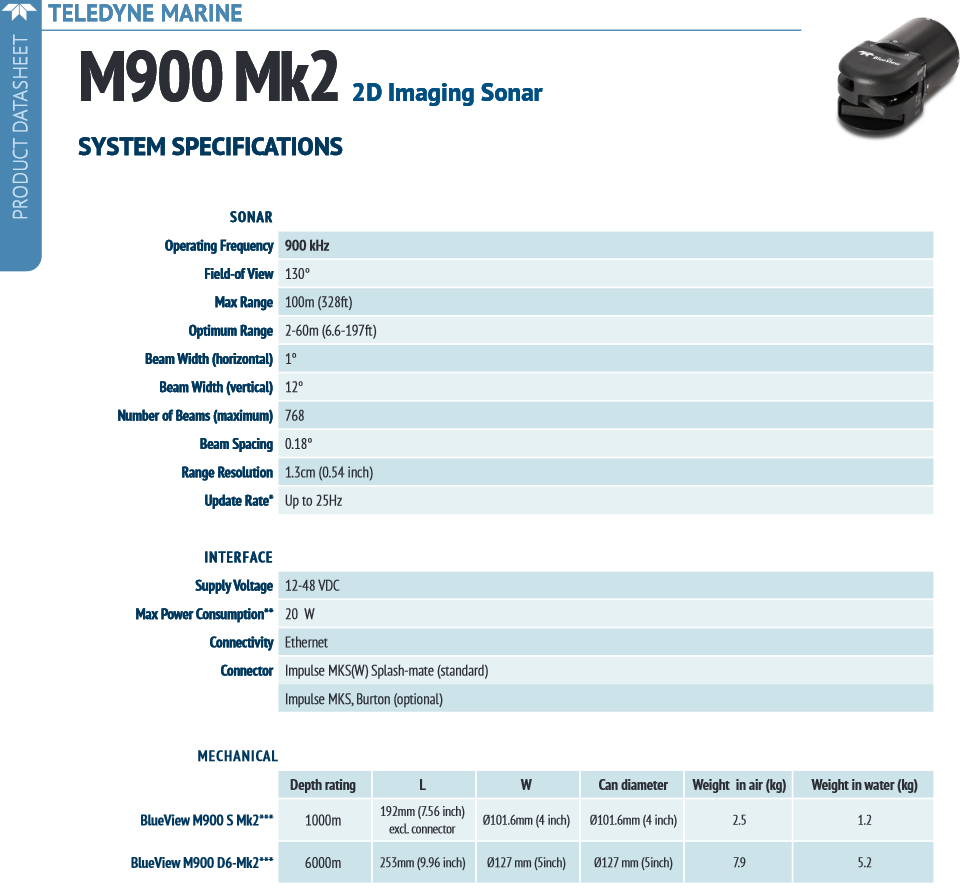 TELEDYNE MARINE
PRODUCT DATASHEET
M900 Mk2 2D Imaging Sonar
BlueView
SYSTEM SPECIFICATIONS
SONAR
Operating Frequency 900 kHz
Field-of View 130°
Max Range 100m (328ft)
Optimum Range 2-60m (6.6-197ft)
Beam Width (horizontal) 1°
Beam Width (vertical) 12°
Number of Beams (maximum) 768
Beam Spacing 0.18°
Range Resolution 1.3cm (0.54 inch)
Update Rate* Up to 25Hz
INTERFACE
Supply Voltage 12-48 VDC
Max Power Consumption** 20 W
Connectivity Ethernet
Connector Impulse MKS(W) Splash-mate (standard)
Impulse MKS, Burton (optional)
MECHANICAL
Depth rating L W Can diameter Weight in air (kg) Weight in water (kg)
BlueView M900 S Mk2*** 1000m 192mm (7.56 inch) excl. connector Ø101.6mm (4 inch) Ø101.6mm (4 inch) 2.5 1.2
BlueView M900 D6-Mk2*** 6000m 253mm (9.96 inch) Ø127 mm (5inch) Ø127 mm (5inch) 7.9 5.2